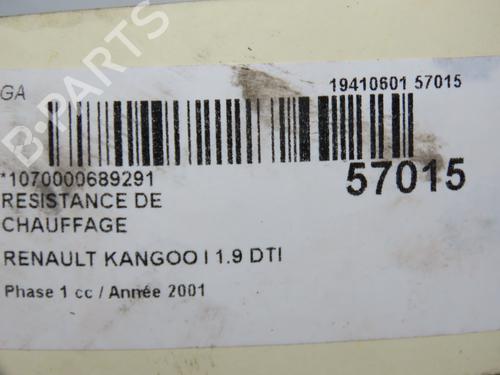 B-PARTS
GA
19410601 57015
*1070000689291
57015
RESISTANCE DE
CHAUFFAGE
RENAULT KANGOO I 1.9 DTI
Phase 1 cc / Année 2001